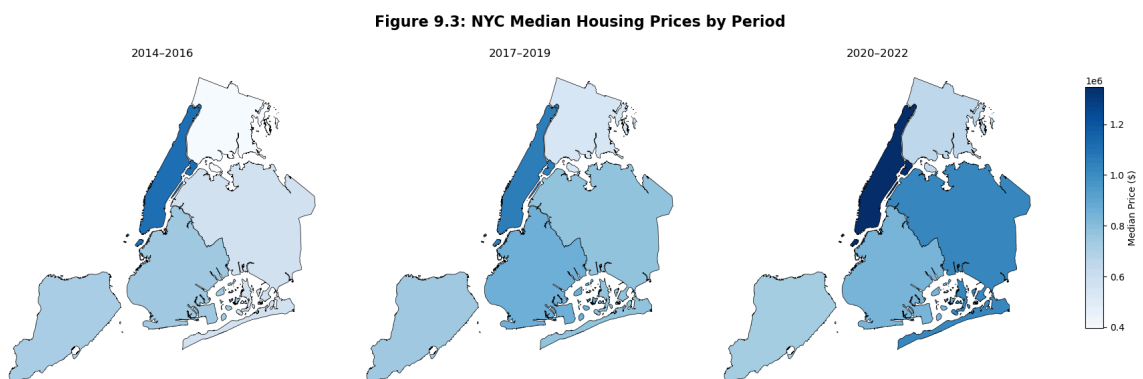 Figure 9.3: NYC Median Housing Prices by Period
2014–2016
2017–2019
2020–2022
1e6
1.2
1.0
0.8
0.6
0.4
Median Price ($)